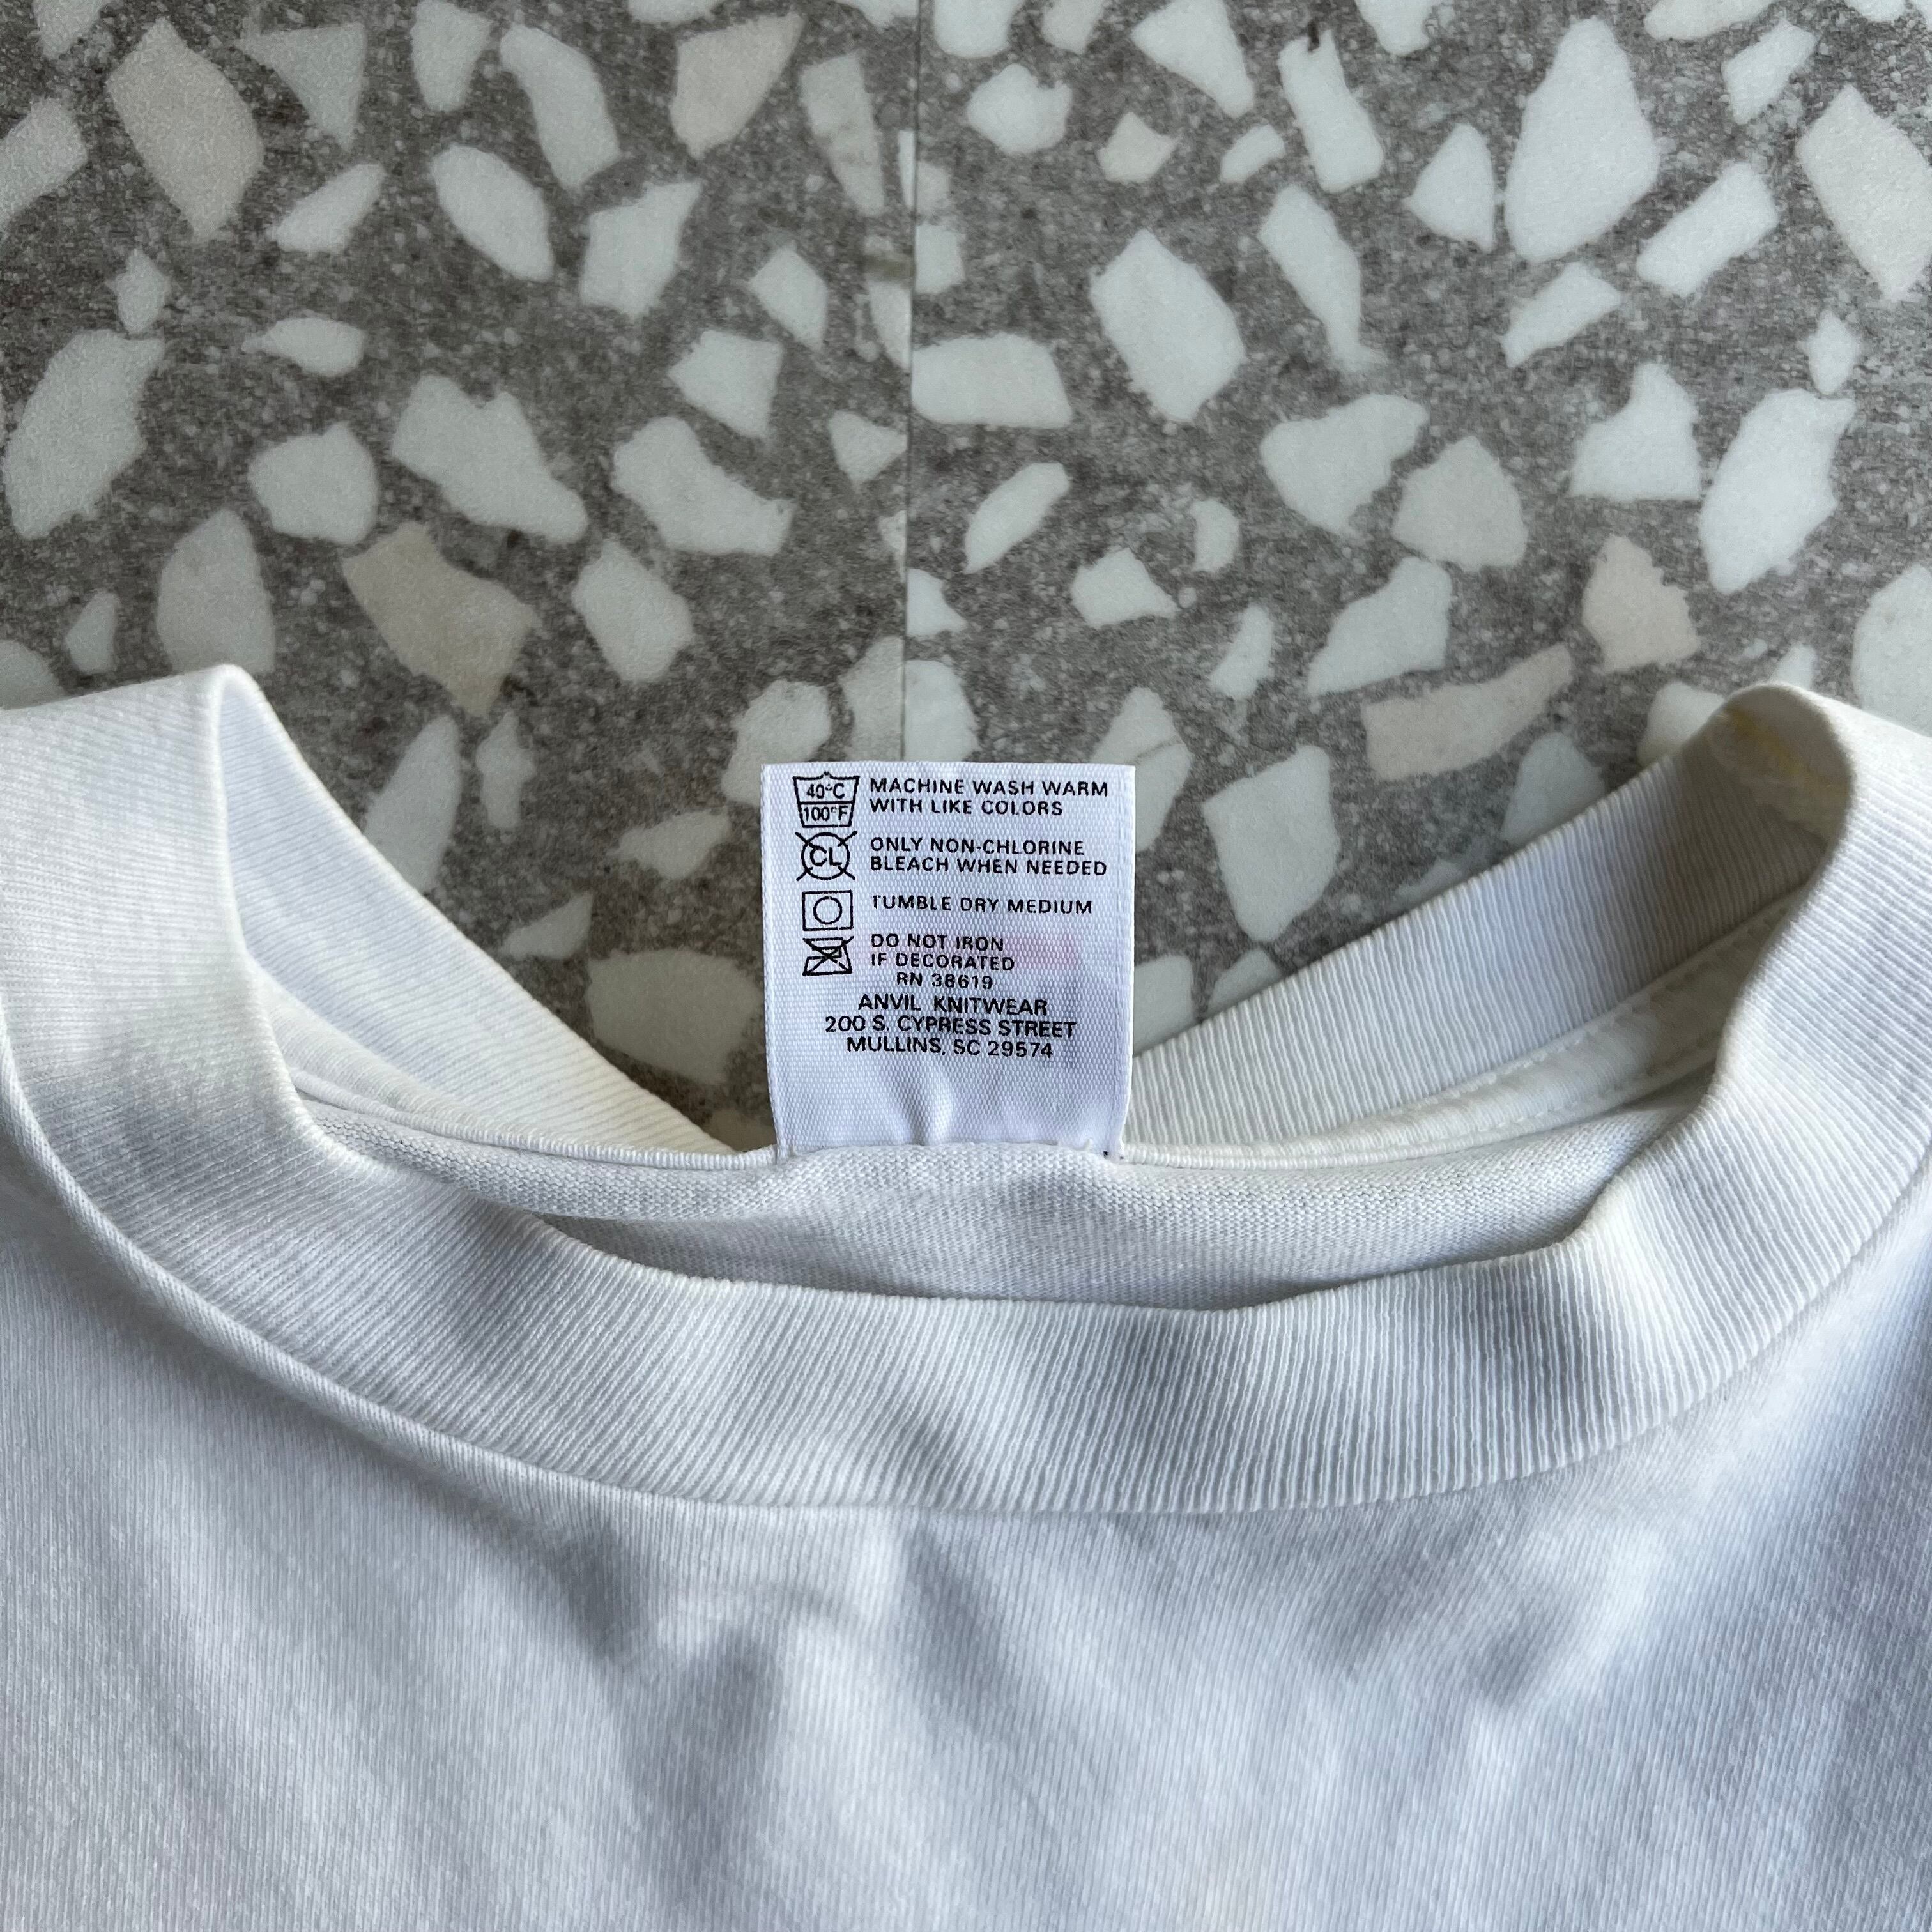 40°C
100°F
MACHINE WASH WARM
WITH LIKE COLORS
CL
ONLY NON-CHLORINE
BLEACH WHEN NEEDED
TUMBLE DRY MEDIUM
DO NOT IRON
IF DECORATED
RN 38619
ANVIL KNITWEAR
200 S. CYPRESS STREET
MULLINS, SC 29574